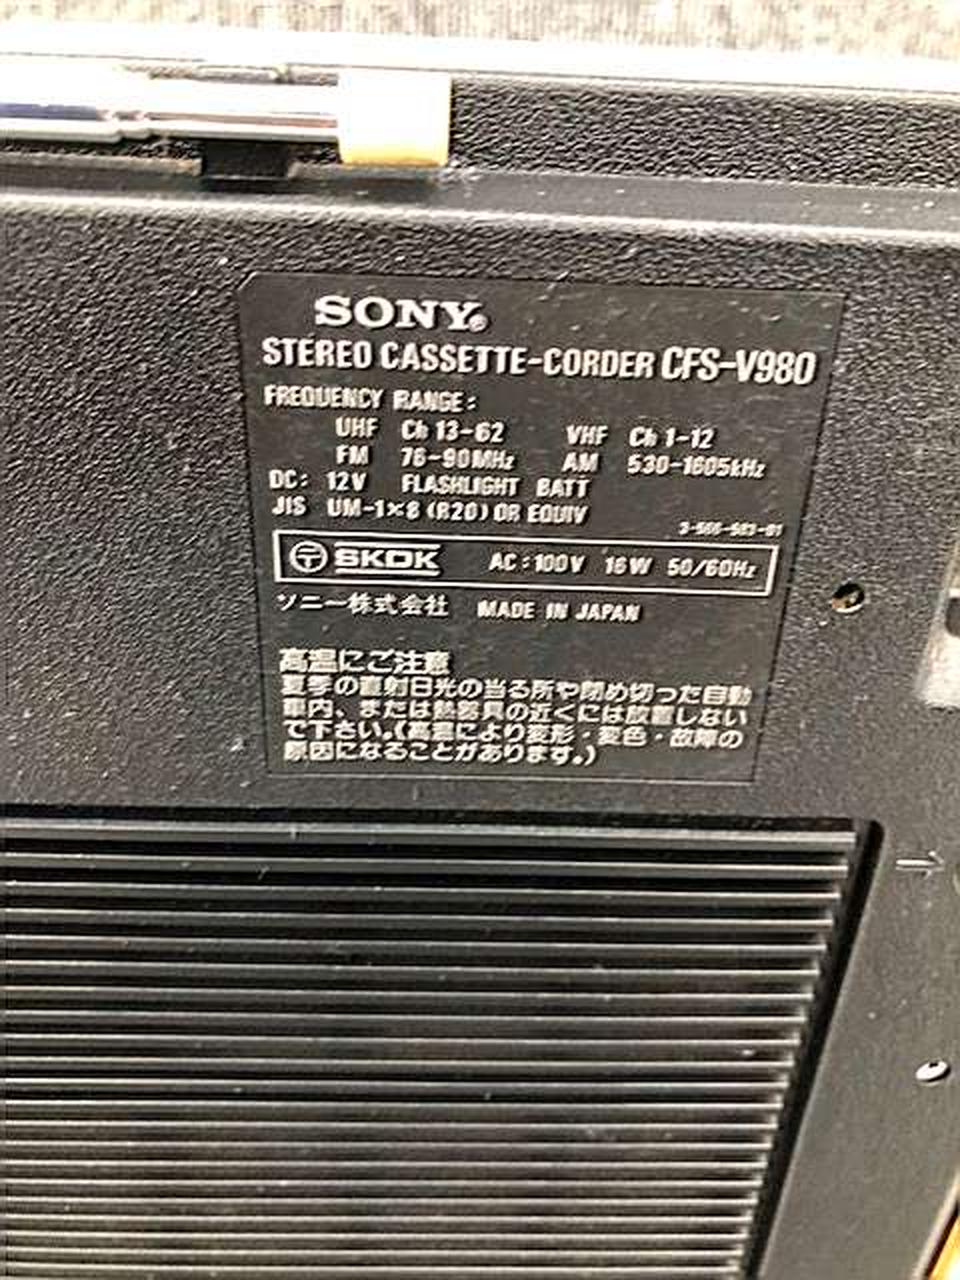 SONY®
STEREO CASSETTE-CORDER CFS-V980
FREQUENCY RANGE:
UHF Ch 13-62 VHF Ch 1-12
FM 76-90MHz AM 530-1605kHz
DC: 12V FLASHLIGHT BATT
JIS UM-1×8 (R20) OR EQUIV
〒 SKDK AC:100V 16W 50/60Hz
ソニー株式会社 MADE IN JAPAN
高温にご注意
夏季の直射日光の当る所や閉め切った自動
車内、または熱器具の近くには放置しない
で下さい。(高温により変形・変色・故障の
原因になることがあります。)